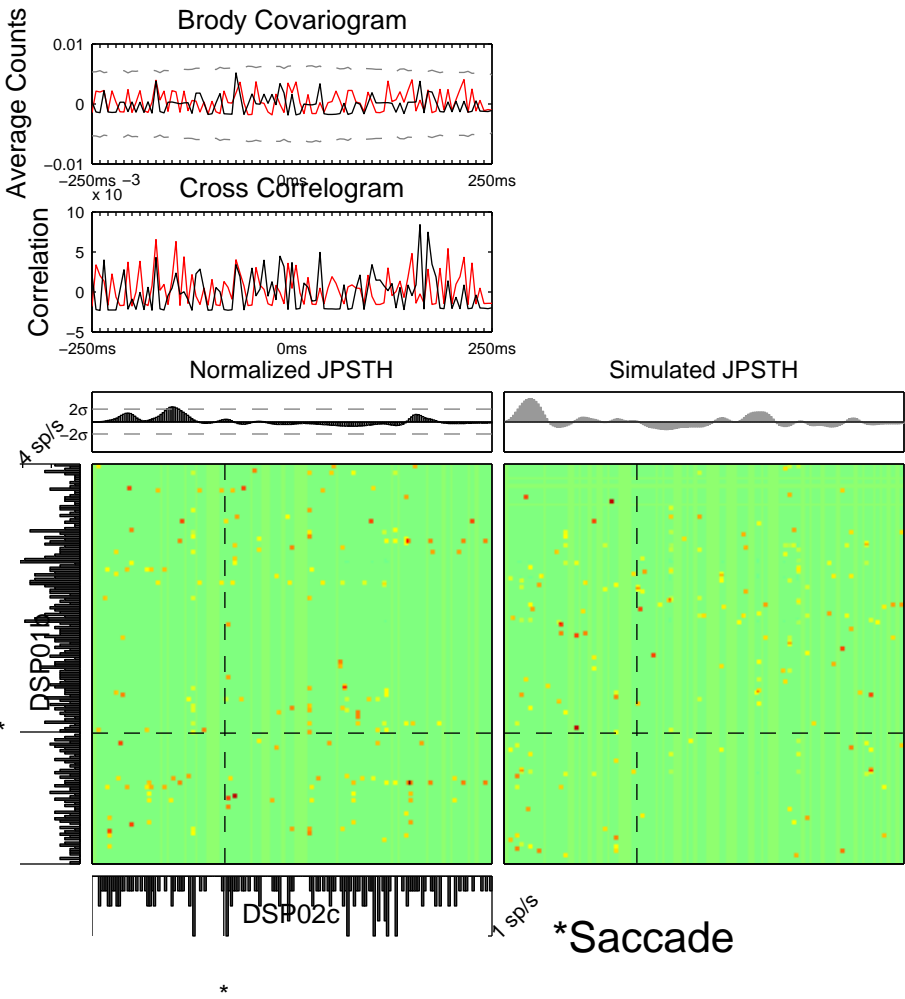 Brody Covariogram
Average Counts
0.01
0
−0.01
−250ms
0ms
250ms
x 10 −3
Cross Correlogram
Correlation
10
5
0
−5
−250ms
0ms
250ms
Normalized JPSTH
Simulated JPSTH
2σ
−2σ
4 sp/s
DSP01b
*
DSP02c
1 sp/s
*Saccade
*